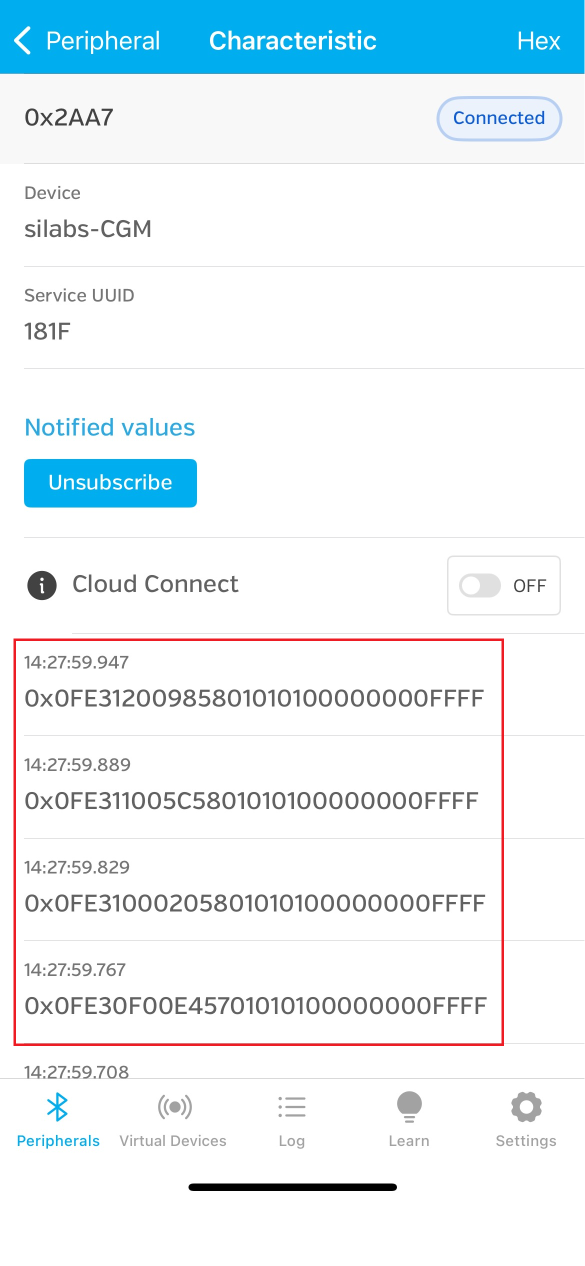 Peripheral Characteristic Hex
0x2AA7 Connected
Device
silabs-CGM
Service UUID
181F
Notified values
Unsubscribe
Cloud Connect OFF
14:27:59.947
0x0FE31200985801010100000000FFFF
14:27:59.889
0x0FE311005C5801010100000000FFFF
14:27:59.829
0x0FE31000205801010100000000FFFF
14:27:59.767
0x0FE30F00E45701010100000000FFFF
14:27:59.708
Peripherals Virtual Devices Log Learn Settings